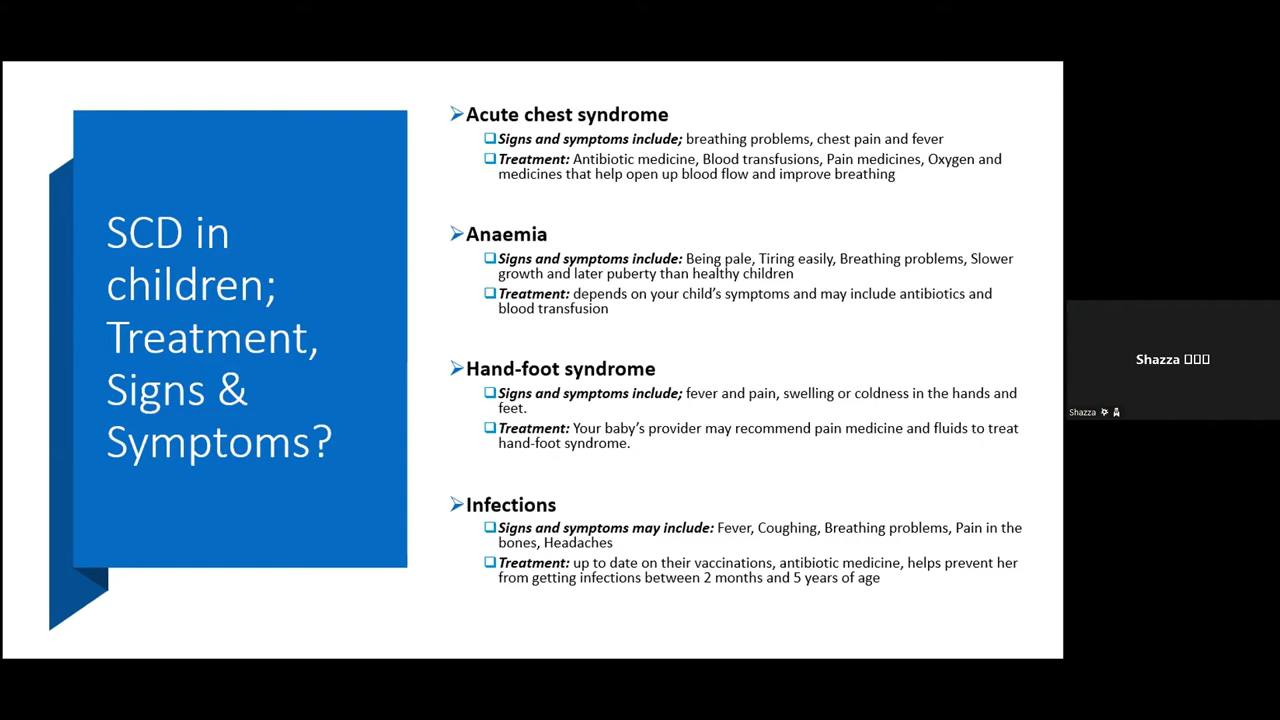 SCD in
children;
Treatment,
Signs &
Symptoms?
Acute chest syndrome
Signs and symptoms include; breathing problems, chest pain and fever
Treatment: Antibiotic medicine, Blood transfusions, Pain medicines, Oxygen and
medicines that help open up blood flow and improve breathing
Anaemia
Signs and symptoms include: Being pale, Tiring easily, Breathing problems, Slower
growth and later puberty than healthy children
Treatment: depends on your child's symptoms and may include antibiotics and
blood transfusion
Hand-foot syndrome
Signs and symptoms include; fever and pain, swelling or coldness in the hands and
feet.
Treatment: Your baby's provider may recommend pain medicine and fluids to treat
hand-foot syndrome.
Infections
Signs and symptoms may include: Fever, Coughing, Breathing problems, Pain in the
bones, Headaches
Treatment: up to date on their vaccinations, antibiotic medicine, helps prevent her
from getting infections between 2 months and 5 years of age
Shazza
Shazza